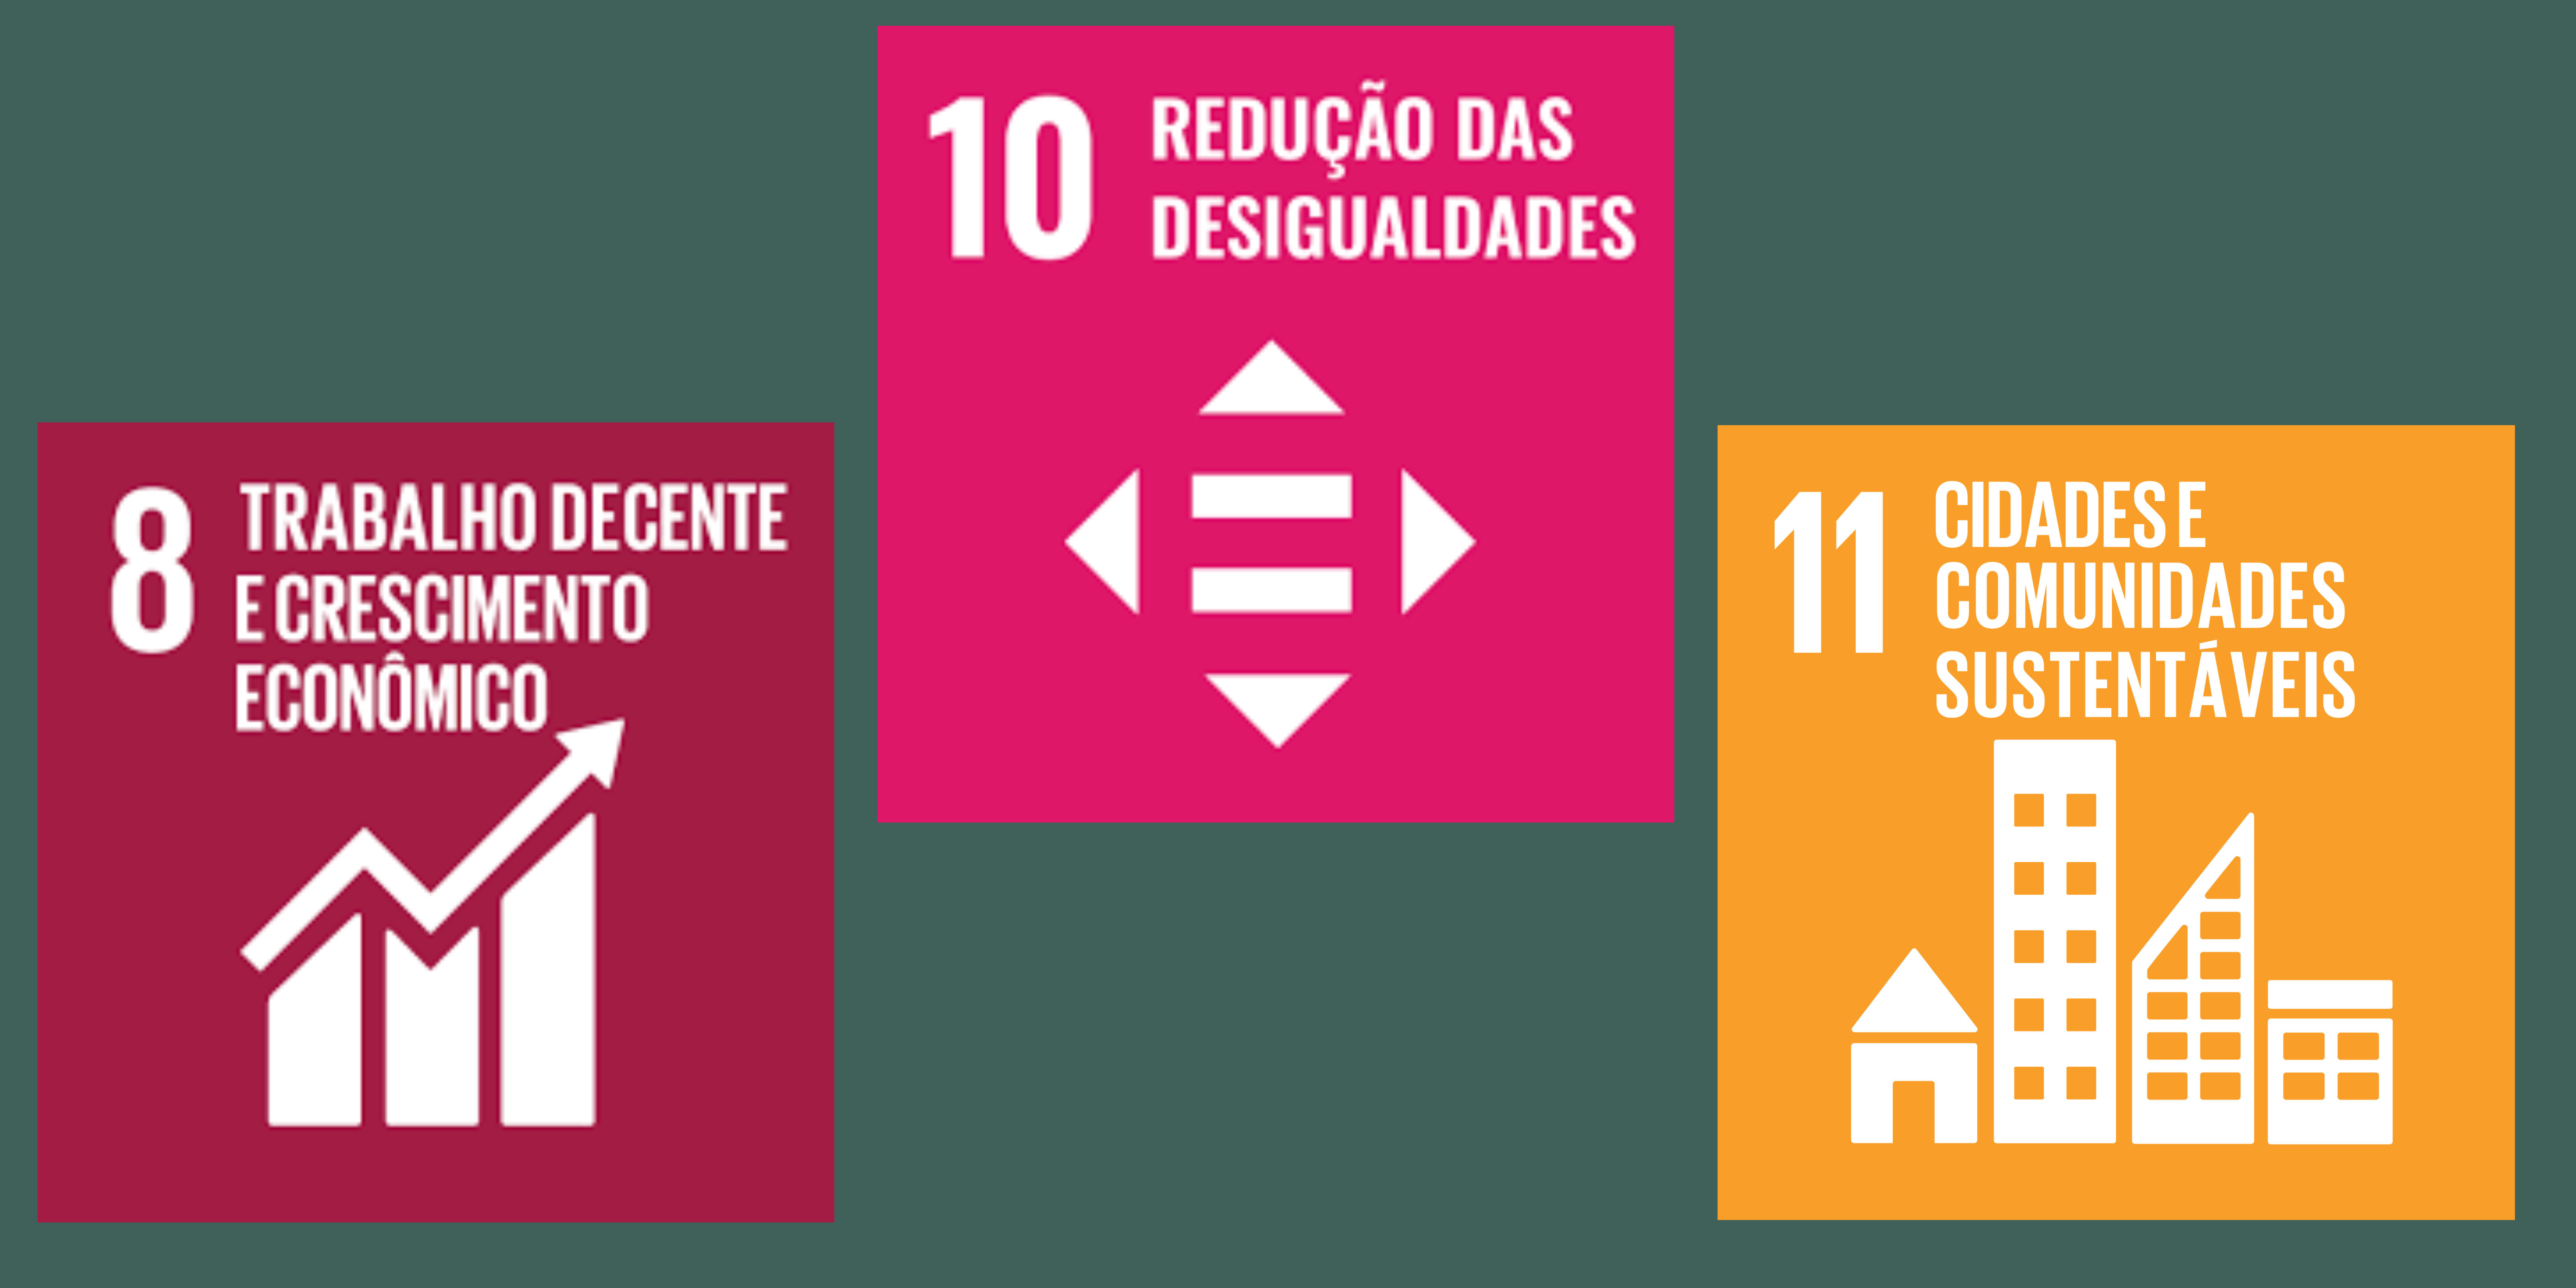 8
TRABALHO DECENTE
E CRESCIMENTO
ECONÔMICO
10
REDUÇÃO DAS
DESIGUALDADES
11
CIDADES E
COMUNIDADES
SUSTENTÁVEIS